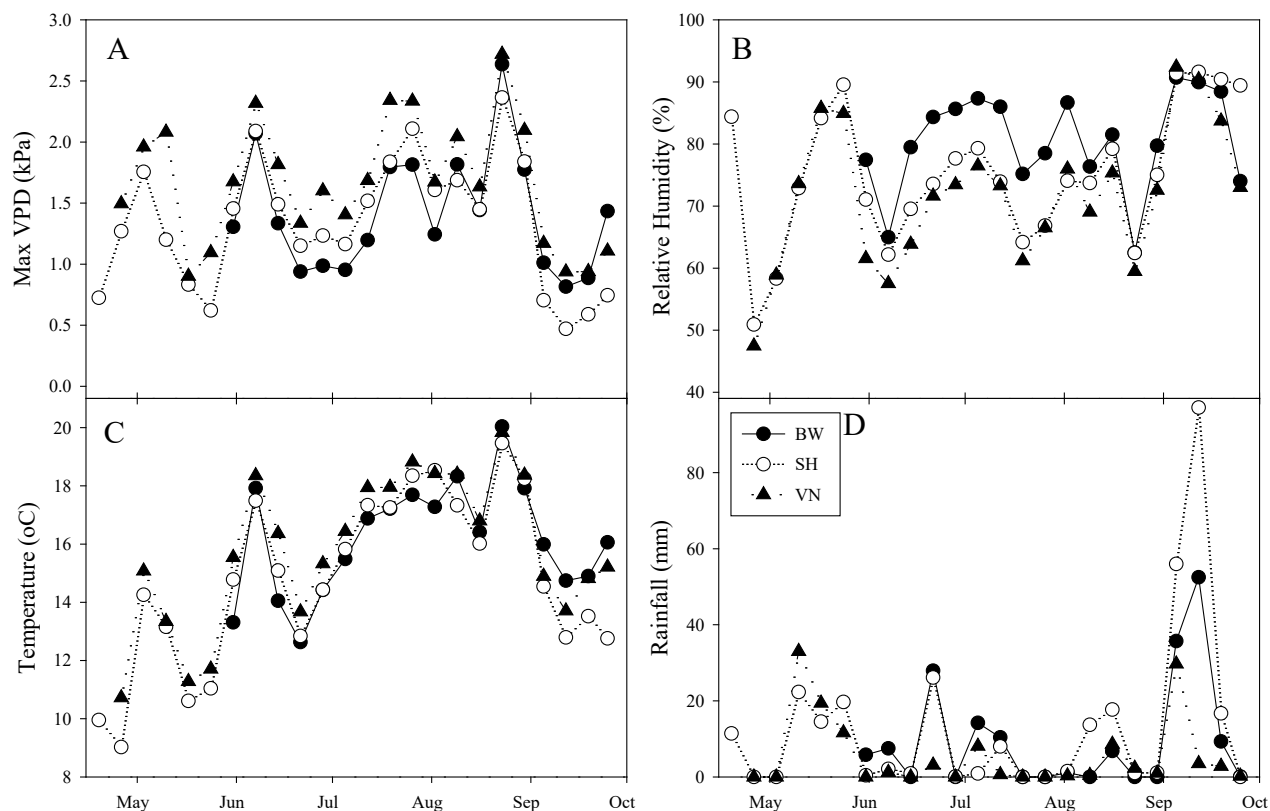 A
Max VPD (kPa)
3.0
2.5
2.0
1.5
1.0
0.5
0.0
B
Relative Humidity (%)
100
90
80
70
60
50
40
C
Temperature (oC)
20
18
16
14
12
10
8
May Jun Jul Aug Sep Oct
D
BW
SH
VN
Rainfall (mm)
80
60
40
20
0
May Jun Jul Aug Sep Oct